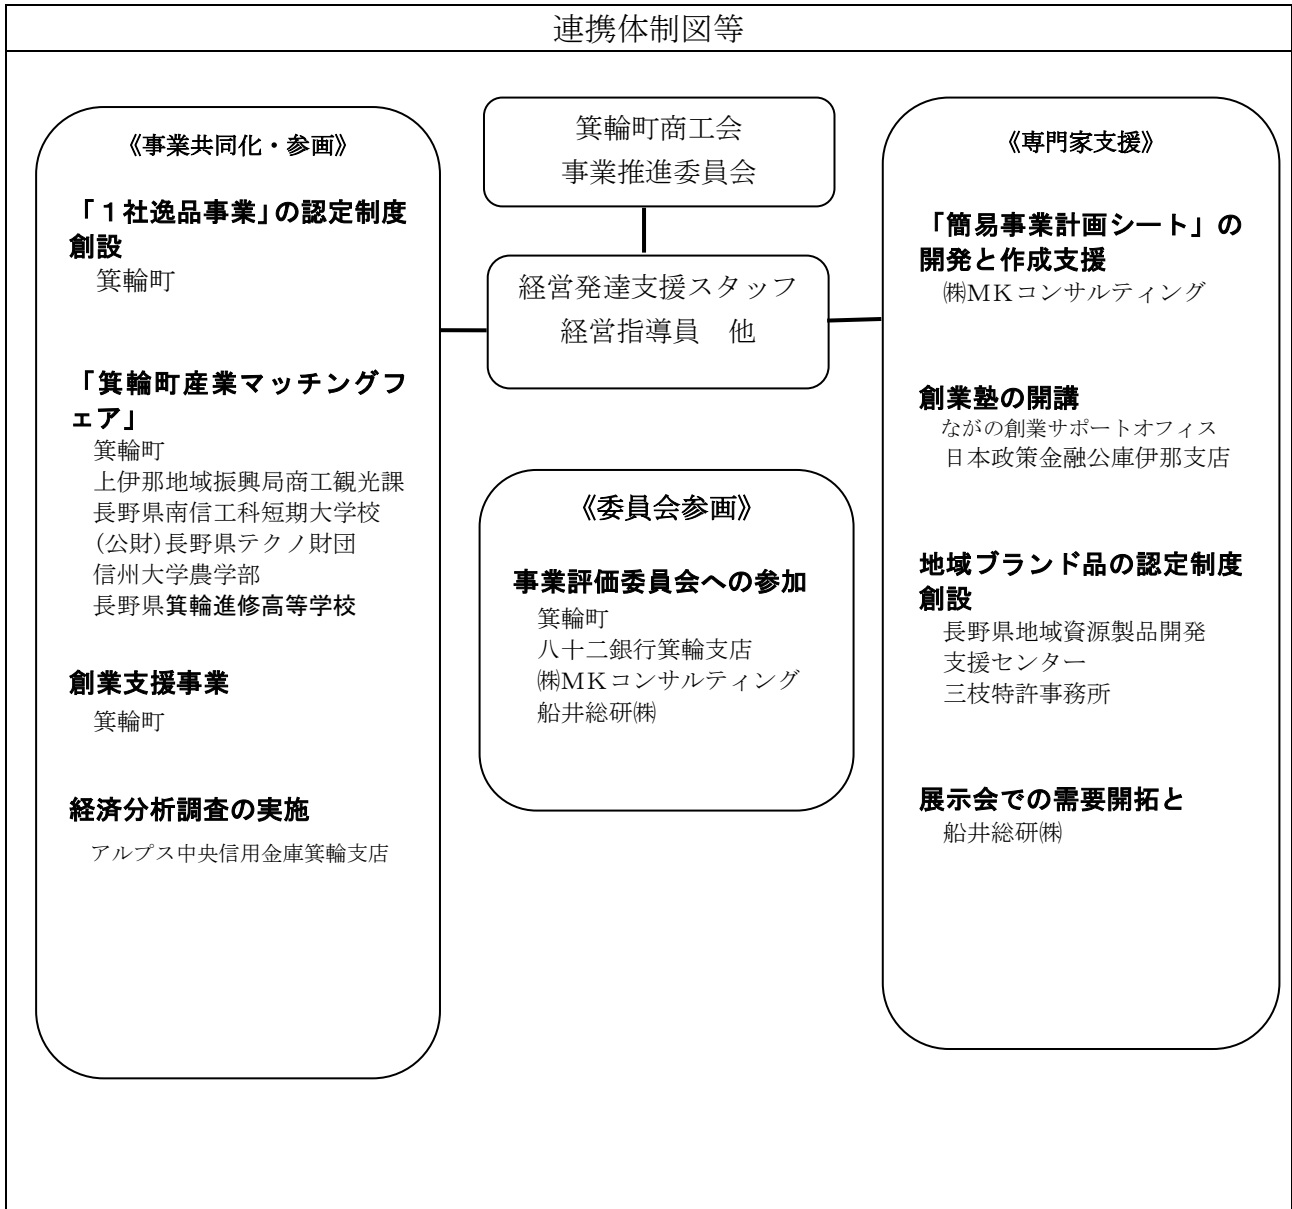 連携体制図等
《事業共同化・参画》
「１社逸品事業」の認定制度
創設
箕輪町
「箕輪町産業マッチングフ
ェア」
箕輪町
上伊那地域振興局商工観光課
長野県南信工科短期大学校
(公財)長野県テクノ財団
信州大学農学部
長野県箕輪進修高等学校
創業支援事業
箕輪町
経済分析調査の実施
アルプス中央信用金庫箕輪支店
箕輪町商工会
事業推進委員会
経営発達支援スタッフ
経営指導員　他
《委員会参画》
事業評価委員会への参加
箕輪町
八十二銀行箕輪支店
㈱ＭＫコンサルティング
船井総研㈱
《専門家支援》
「簡易事業計画シート」の
開発と作成支援
㈱ＭＫコンサルティング
創業塾の開講
ながの創業サポートオフィス
日本政策金融公庫伊那支店
地域ブランド品の認定制度
創設
長野県地域資源製品開発
支援センター
三枝特許事務所
展示会での需要開拓と
船井総研㈱